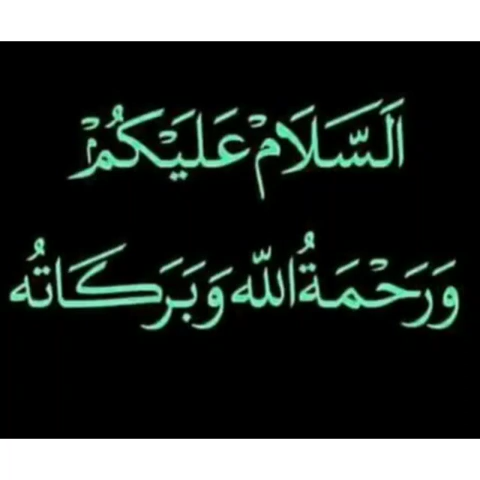 اَلسَّلَامْ عَلَيْكُمْ
وَرَحْمَةُ اللّه وَبَرَكَاتُه